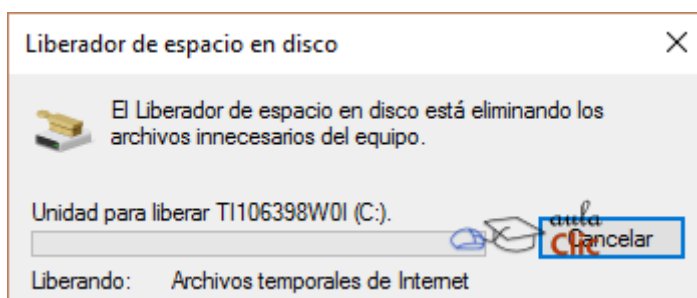 Liberador de espacio en disco
El Liberador de espacio en disco está eliminando los
archivos innecesarios del equipo.
Unidad para liberar TI106398W0I (C:).
aula
Clic
Cancelar
Liberando: Archivos temporales de Internet